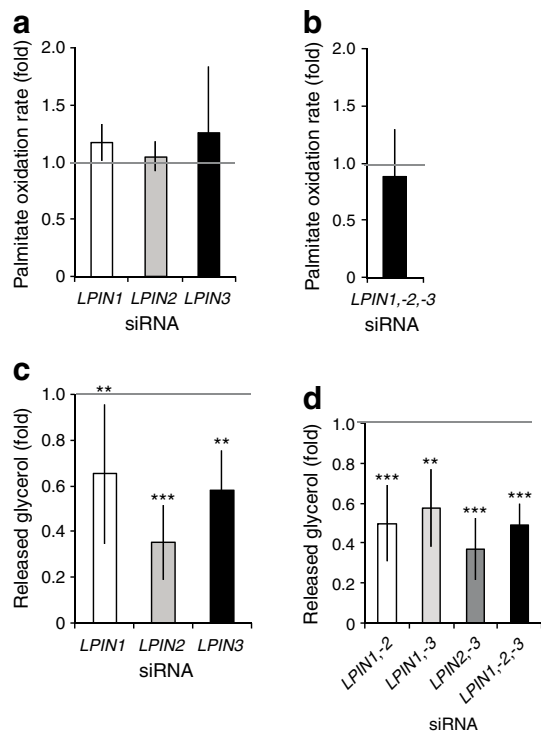 a
Palmitate oxidation rate (fold)
2.0
1.5
1.0
0.5
0
LPIN1 LPIN2 LPIN3
siRNA
b
Palmitate oxidation rate (fold)
2.0
1.5
1.0
0.5
0
LPIN1,-2,-3
siRNA
c
Released glycerol (fold)
1.0
0.8
0.6
0.4
0.2
0
**
***
**
LPIN1 LPIN2 LPIN3
siRNA
d
Released glycerol (fold)
1.0
0.8
0.6
0.4
0.2
0
***
**
***
***
LPIN1,-2
LPIN1,-3
LPIN2,-3
LPIN1,-2,-3
siRNA